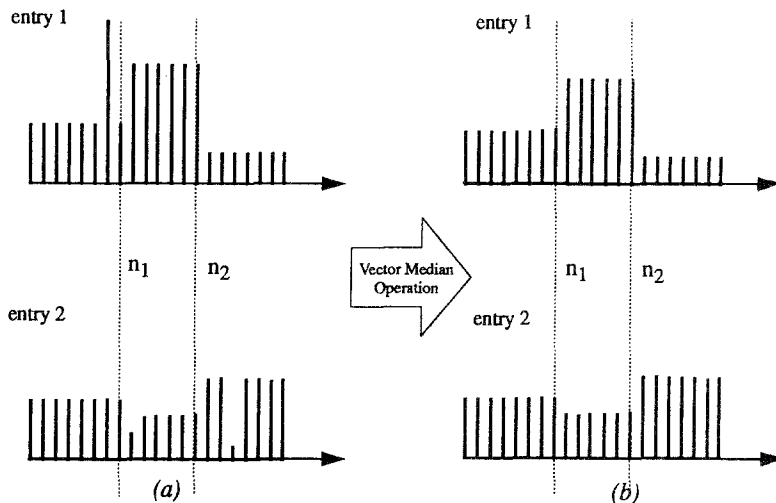 entry 1
entry 1
n1
n2
Vector Median
Operation
n1
n2
entry 2
entry 2
(a)
(b)